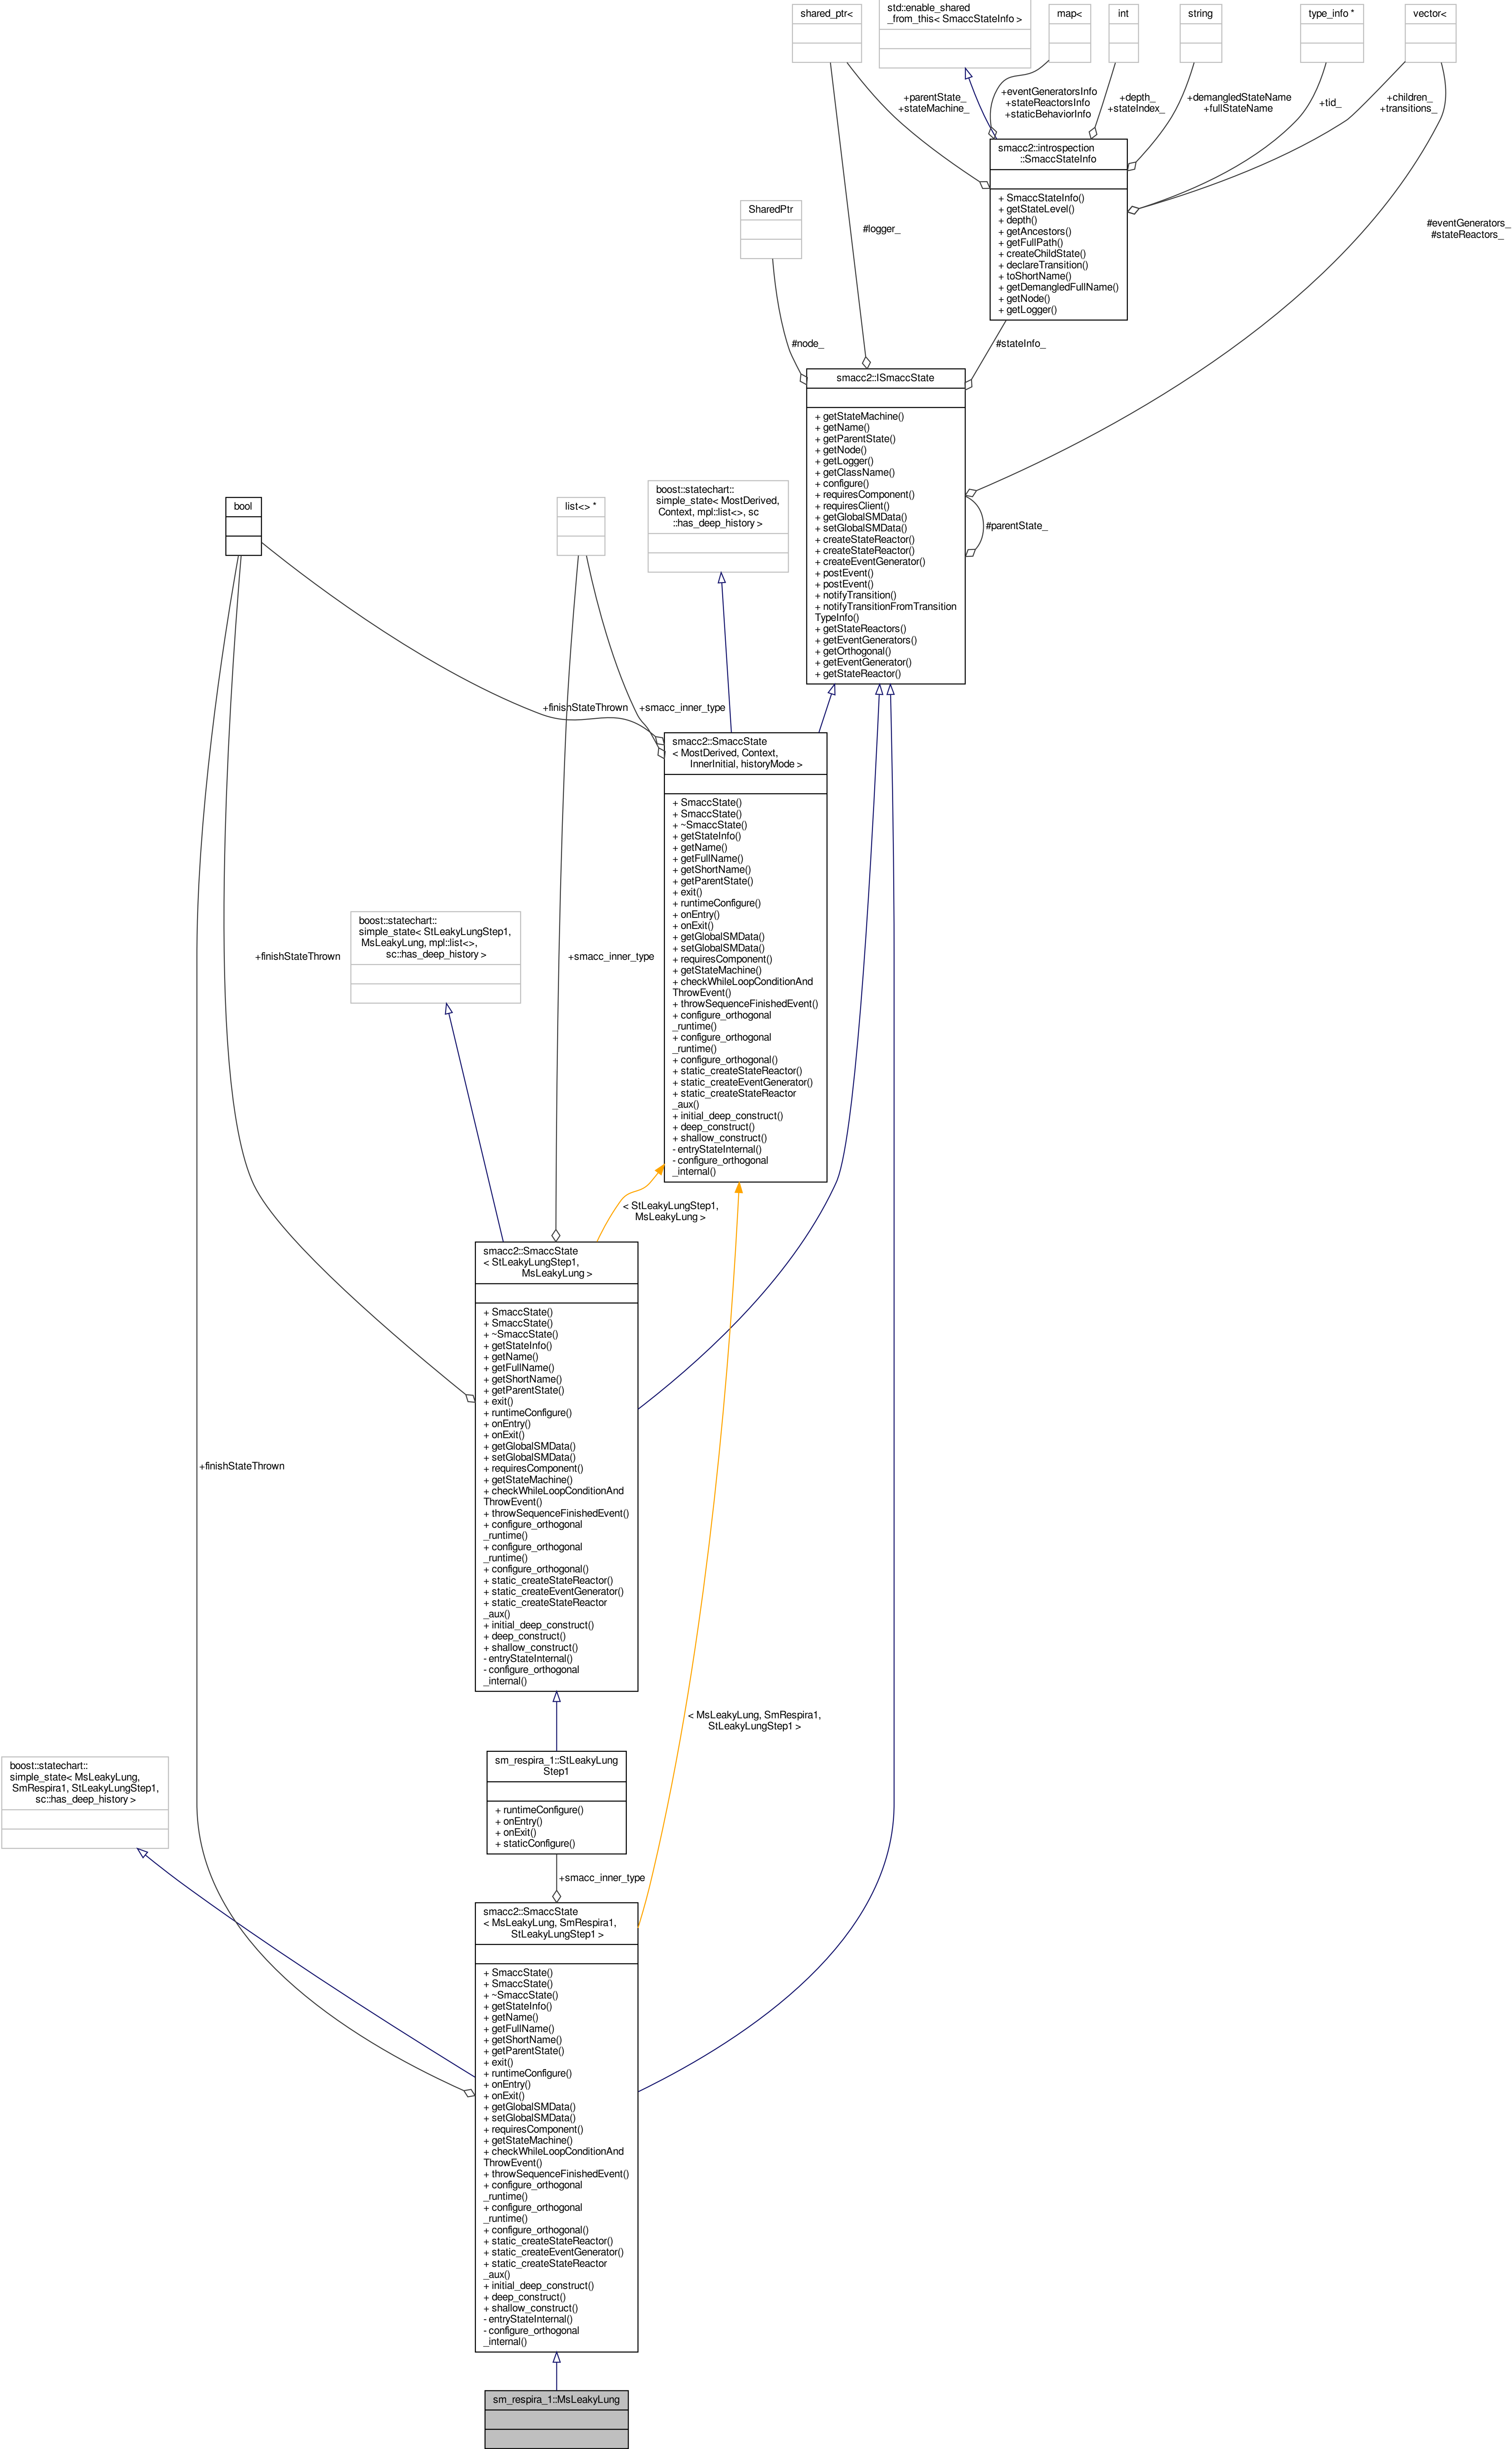 shared_ptr<
std::enable_shared
_from_this< SmaccStateInfo >
map<
int
string
type_info *
vector<
+parentState_
+stateMachine_
+eventGeneratorsInfo
+stateReactorsInfo
+staticBehaviorInfo
+depth_
+stateIndex_
+demangledStateName
+fullStateName
+tid_
+children_
+transitions_
smacc2::introspection
::SmaccStateInfo
+ SmaccStateInfo()
+ getStateLevel()
+ depth()
+ getAncestors()
+ getFullPath()
+ createChildState()
+ declareTransition()
+ toShortName()
+ getDemangledFullName()
+ getNode()
+ getLogger()
SharedPtr
#logger_
#eventGenerators_
#stateReactors_
#node_
#stateInfo_
smacc2::ISmaccState
+ getStateMachine()
+ getName()
+ getParentState()
+ getNode()
+ getLogger()
+ getClassName()
+ configure()
+ requiresComponent()
+ requiresClient()
+ getGlobalSMData()
+ setGlobalSMData()
+ createStateReactor()
+ createStateReactor()
+ createEventGenerator()
+ postEvent()
+ postEvent()
+ notifyTransition()
+ notifyTransitionFromTransition
TypeInfo()
+ getStateReactors()
+ getEventGenerators()
+ getOrthogonal()
+ getEventGenerator()
+ getStateReactor()
#parentState_
bool
list<> *
boost::statechart::
simple_state< MostDerived,
Context, mpl::list<>, sc
::has_deep_history >
+finishStateThrown
+smacc_inner_type
smacc2::SmaccState
< MostDerived, Context,
InnerInitial, historyMode >
+ SmaccState()
+ SmaccState()
+ ~SmaccState()
+ getStateInfo()
+ getName()
+ getFullName()
+ getShortName()
+ getParentState()
+ exit()
+ runtimeConfigure()
+ onEntry()
+ onExit()
+ getGlobalSMData()
+ setGlobalSMData()
+ requiresComponent()
+ getStateMachine()
+ checkWhileLoopConditionAnd
ThrowEvent()
+ throwSequenceFinishedEvent()
+ configure_orthogonal
_runtime()
+ configure_orthogonal
_runtime()
+ configure_orthogonal()
+ static_createStateReactor()
+ static_createEventGenerator()
+ static_createStateReactor
_aux()
+ initial_deep_construct()
+ deep_construct()
+ shallow_construct()
- entryStateInternal()
- configure_orthogonal
_internal()
boost::statechart::
simple_state< StLeakyLungStep1,
MsLeakyLung, mpl::list<>,
sc::has_deep_history >
+finishStateThrown
+smacc_inner_type
< StLeakyLungStep1,
MsLeakyLung >
smacc2::SmaccState
< StLeakyLungStep1,
MsLeakyLung >
+ SmaccState()
+ SmaccState()
+ ~SmaccState()
+ getStateInfo()
+ getName()
+ getFullName()
+ getShortName()
+ getParentState()
+ exit()
+ runtimeConfigure()
+ onEntry()
+ onExit()
+ getGlobalSMData()
+ setGlobalSMData()
+ requiresComponent()
+ getStateMachine()
+ checkWhileLoopConditionAnd
ThrowEvent()
+ throwSequenceFinishedEvent()
+ configure_orthogonal
_runtime()
+ configure_orthogonal
_runtime()
+ configure_orthogonal()
+ static_createStateReactor()
+ static_createEventGenerator()
+ static_createStateReactor
_aux()
+ initial_deep_construct()
+ deep_construct()
+ shallow_construct()
- entryStateInternal()
- configure_orthogonal
_internal()
+finishStateThrown
< MsLeakyLung, SmRespira1,
StLeakyLungStep1 >
boost::statechart::
simple_state< MsLeakyLung,
SmRespira1, StLeakyLungStep1,
sc::has_deep_history >
sm_respira_1::StLeakyLung
Step1
+ runtimeConfigure()
+ onEntry()
+ onExit()
+ staticConfigure()
+smacc_inner_type
smacc2::SmaccState
< MsLeakyLung, SmRespira1,
StLeakyLungStep1 >
+ SmaccState()
+ SmaccState()
+ ~SmaccState()
+ getStateInfo()
+ getName()
+ getFullName()
+ getShortName()
+ getParentState()
+ exit()
+ runtimeConfigure()
+ onEntry()
+ onExit()
+ getGlobalSMData()
+ setGlobalSMData()
+ requiresComponent()
+ getStateMachine()
+ checkWhileLoopConditionAnd
ThrowEvent()
+ throwSequenceFinishedEvent()
+ configure_orthogonal
_runtime()
+ configure_orthogonal
_runtime()
+ configure_orthogonal()
+ static_createStateReactor()
+ static_createEventGenerator()
+ static_createStateReactor
_aux()
+ initial_deep_construct()
+ deep_construct()
+ shallow_construct()
- entryStateInternal()
- configure_orthogonal
_internal()
sm_respira_1::MsLeakyLung